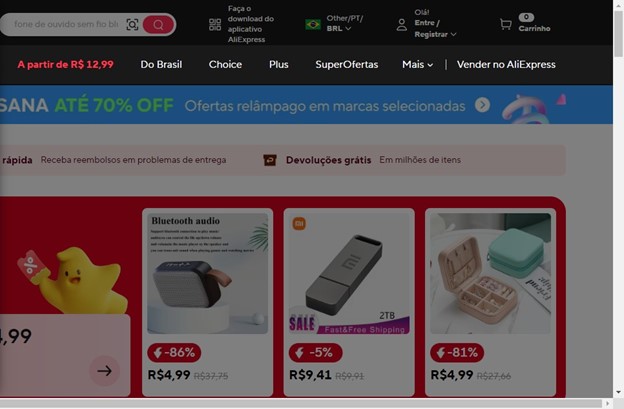 fone de ouvido sem fio
Faça o
download do
aplicativo
AliExpress
Other/PT/
BRL
Olá!
Entre /
Registrar
0
Carrinho
A partir de R$ 12,99
Do Brasil
Choice
Plus
SuperOfertas
Mais
Vender no AliExpress
SANA ATÉ 70% OFF Ofertas relâmpago em marcas selecionadas
rápida Receba reembolsos em problemas de entrega
Devoluções grátis Em milhões de itens
Bluetooth audio
2TB
SALE Fast&Free Shipping
%
4,99
-86%
-5%
-81%
R$4,99 R$37,75
R$9,41 R$9,91
R$4,99 R$27,66